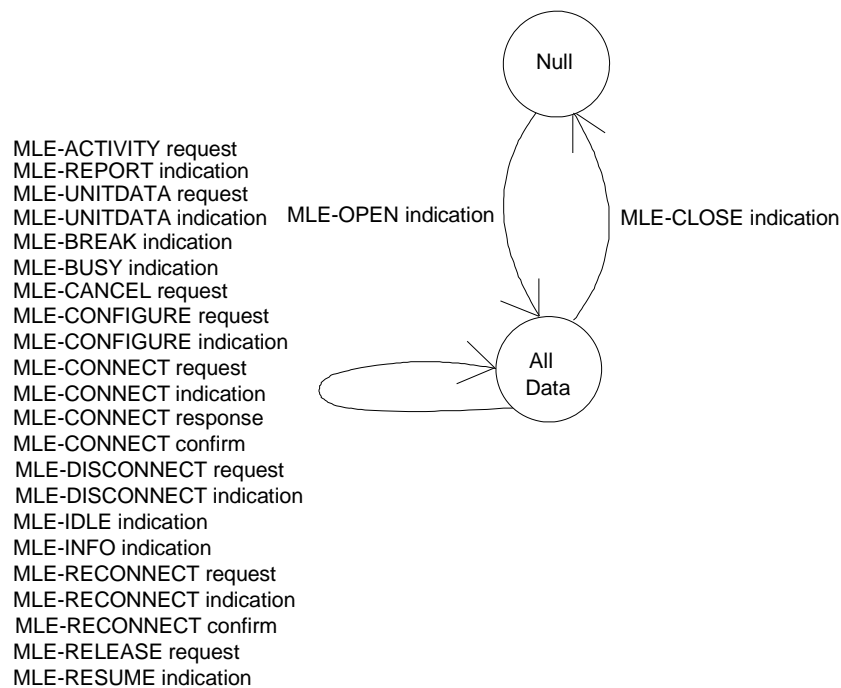 Null
MLE-ACTIVITY request
MLE-REPORT indication
MLE-UNITDATA request
MLE-UNITDATA indication
MLE-OPEN indication
MLE-CLOSE indication
MLE-BREAK indication
MLE-BUSY indication
MLE-CANCEL request
MLE-CONFIGURE request
MLE-CONFIGURE indication
MLE-CONNECT request
MLE-CONNECT indication
MLE-CONNECT response
MLE-CONNECT confirm
MLE-DISCONNECT request
MLE-DISCONNECT indication
MLE-IDLE indication
MLE-INFO indication
MLE-RECONNECT request
MLE-RECONNECT indication
MLE-RECONNECT confirm
MLE-RELEASE request
MLE-RESUME indication
All
Data